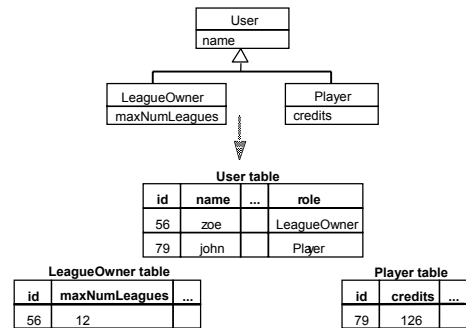 User
name
LeagueOwner
maxNumLeagues
Player
credits
User table
id name ... role
56 zoe LeagueOwner
79 john Player
LeagueOwner table
id maxNumLeagues ...
56 12
Player table
id credits ...
79 126